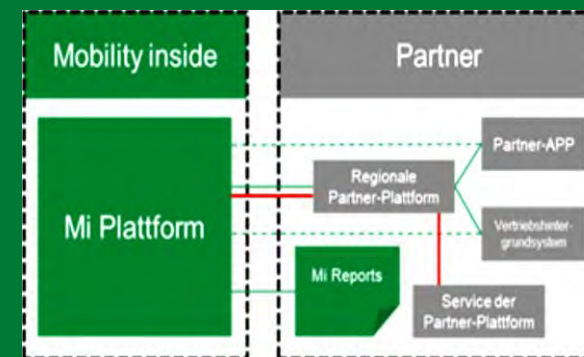 Mobility inside
Partner
Mi Plattform
Partner-APP
Regionale
Partner-Plattform
Vertriebshinter-
grundsystem
Mi Reports
Service der
Partner-Plattform